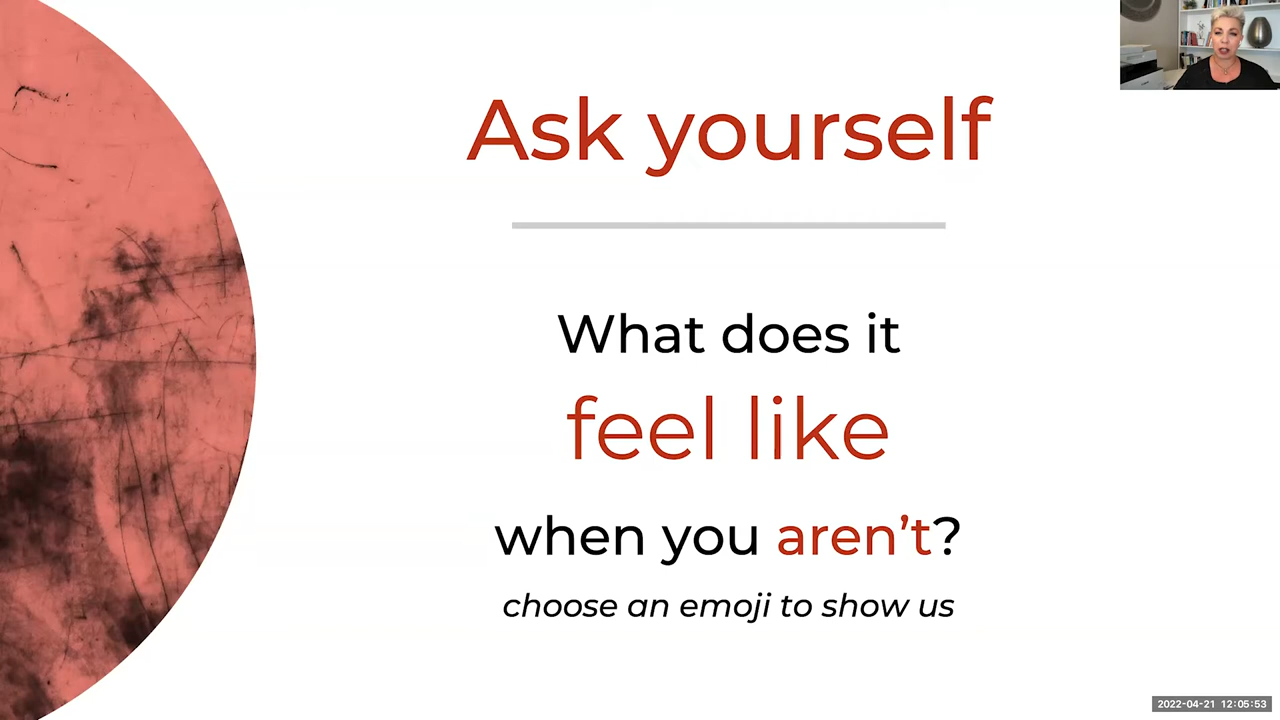 Ask yourself
What does it
feel like
when you aren’t?
choose an emoji to show us
2022-04-21 12:05:53